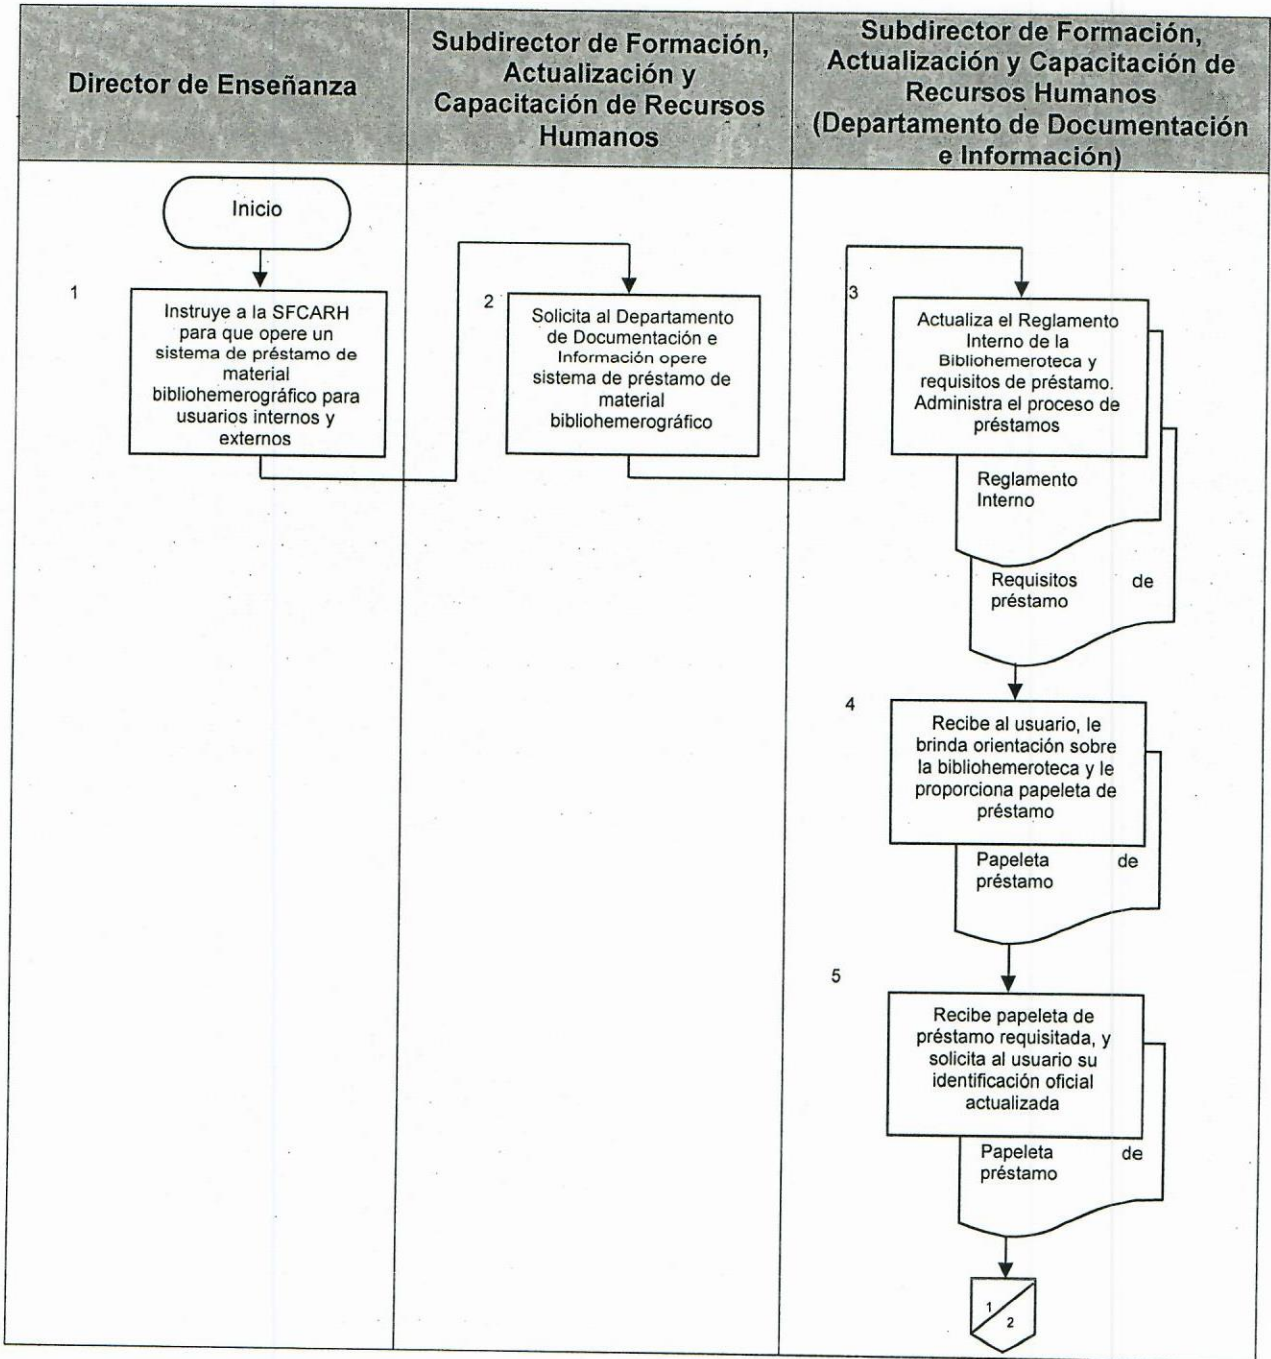 Director de Enseñanza
Subdirector de Formación,
Actualización y
Capacitación de Recursos
Humanos
Subdirector de Formación,
Actualización y Capacitación de
Recursos Humanos
(Departamento de Documentación
e Información)
Inicio
1
Instruye a la SFCARH
para que opere un
sistema de préstamo de
material
bibliohemerográfico para
usuarios internos y
externos
2
Solicita al Departamento
de Documentación e
Información opere
sistema de préstamo de
material
bibliohemerográfico
3
Actualiza el Reglamento
Interno de la
Bibliohemeroteca y
requisitos de préstamo.
Administra el proceso de
préstamos
Reglamento
Interno
Requisitos de
préstamo
4
Recibe al usuario, le
brinda orientación sobre
la bibliohemeroteca y le
proporciona papeleta de
préstamo
Papeleta de
préstamo
5
Recibe papeleta de
préstamo requisitada, y
solicita al usuario su
identificación oficial
actualizada
Papeleta de
préstamo
1
2